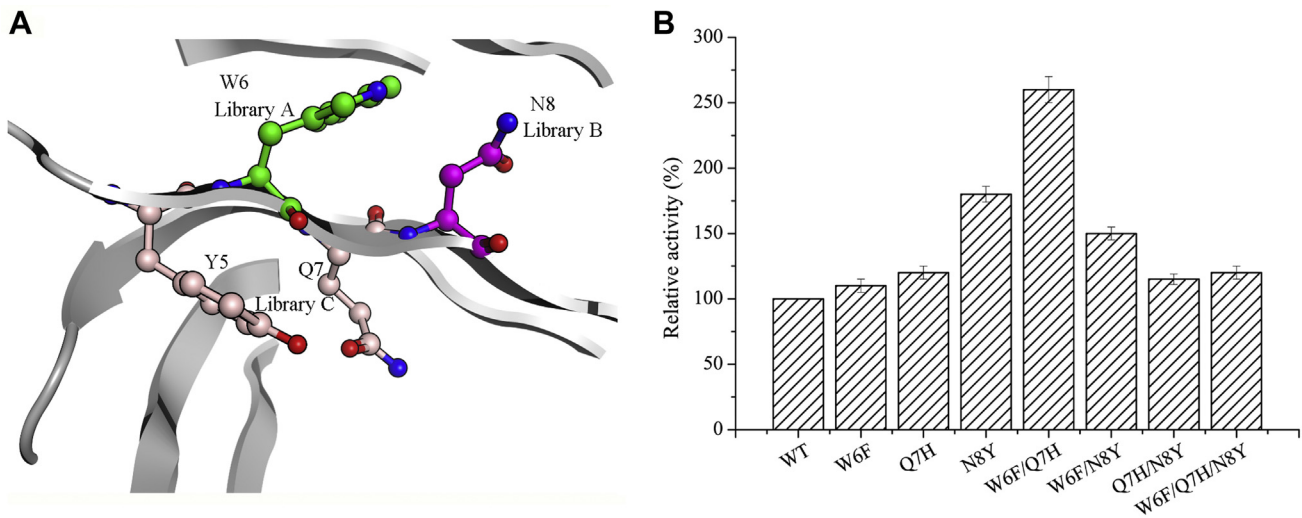 A
W6
Library A
N8
Library B
Y5
Q7
Library C
B
Relative activity (%)
300
250
200
150
100
50
0
WT
W6F
Q7H
N8Y
W6F/Q7H
W6F/N8Y
Q7H/N8Y
W6F/Q7H/N8Y